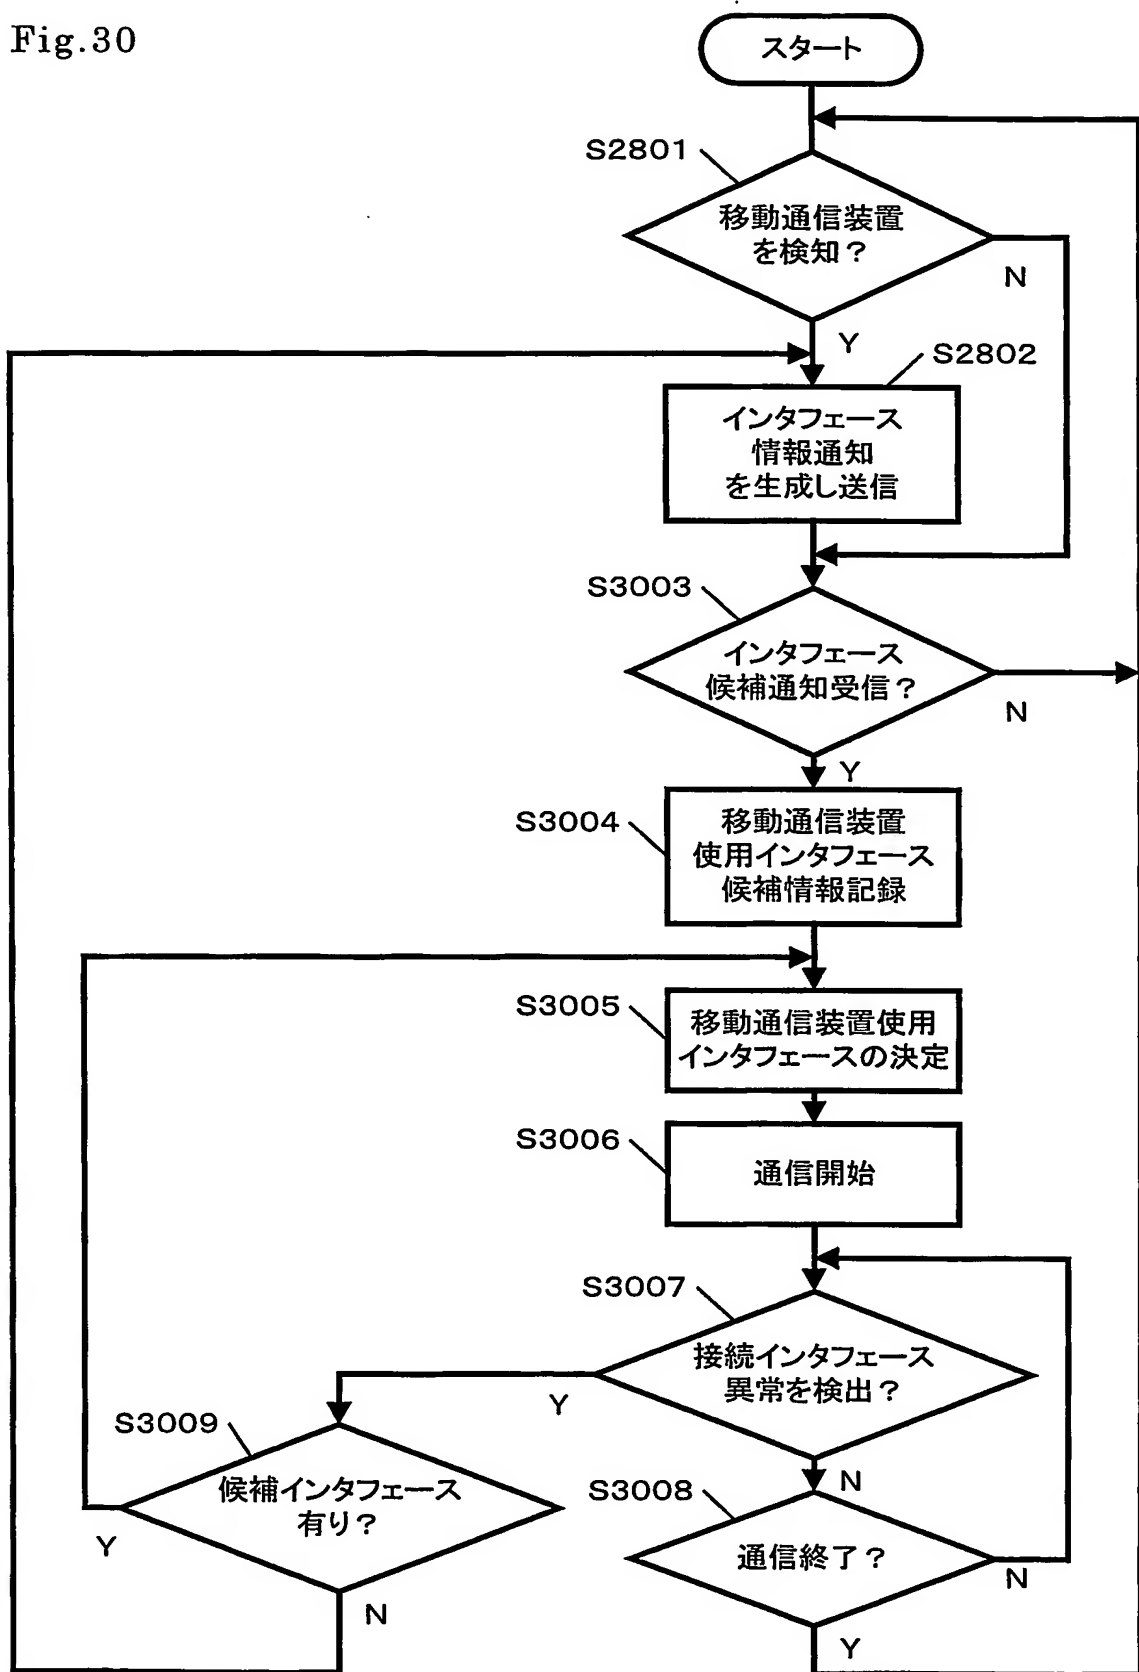 Fig.30
スタート
S2801
移動通信装置
を検知？
N
Y
S2802
インタフェース
情報通知
を生成し送信
S3003
インタフェース
候補通知受信？
N
Y
S3004
移動通信装置
使用インタフェース
候補情報記録
S3005
移動通信装置使用
インタフェースの決定
S3006
通信開始
S3007
接続インタフェース
異常を検出？
Y
N
S3009
候補インタフェース
有り？
Y
N
S3008
通信終了？
N
Y